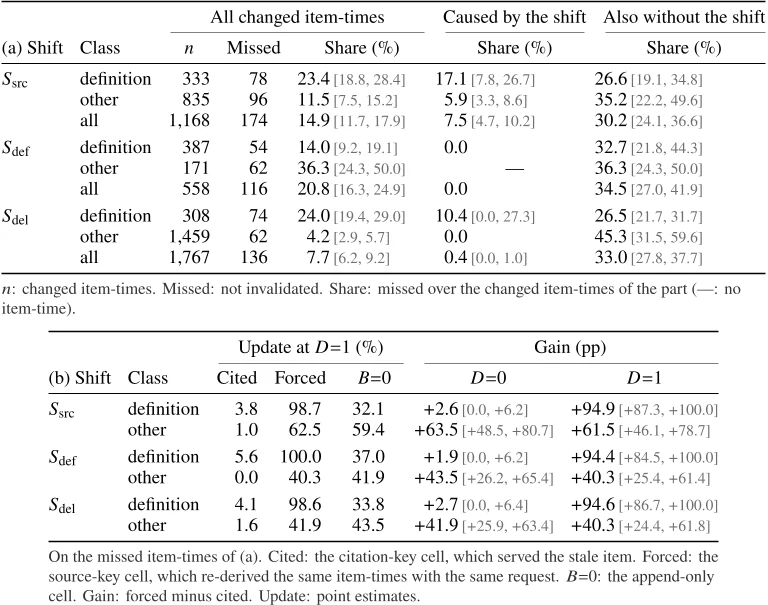 All changed item-times Caused by the shift Also without the shift
(a) Shift Class n Missed Share (%) Share (%) Share (%)
S_src definition 333 78 23.4 [18.8, 28.4] 17.1 [7.8, 26.7] 26.6 [19.1, 34.8]
other 835 96 11.5 [7.5, 15.2] 5.9 [3.3, 8.6] 35.2 [22.2, 49.6]
all 1,168 174 14.9 [11.7, 17.9] 7.5 [4.7, 10.2] 30.2 [24.1, 36.6]
S_def definition 387 54 14.0 [9.2, 19.1] 0.0 32.7 [21.8, 44.3]
other 171 62 36.3 [24.3, 50.0] — 36.3 [24.3, 50.0]
all 558 116 20.8 [16.3, 24.9] 0.0 34.5 [27.0, 41.9]
S_del definition 308 74 24.0 [19.4, 29.0] 10.4 [0.0, 27.3] 26.5 [21.7, 31.7]
other 1,459 62 4.2 [2.9, 5.7] 0.0 45.3 [31.5, 59.6]
all 1,767 136 7.7 [6.2, 9.2] 0.4 [0.0, 1.0] 33.0 [27.8, 37.7]
n: changed item-times. Missed: not invalidated. Share: missed over the changed item-times of the part (—: no
item-time).
Update at D=1 (%) Gain (pp)
(b) Shift Class Cited Forced B=0 D=0 D=1
S_src definition 3.8 98.7 32.1 +2.6 [0.0, +6.2] +94.9 [+87.3, +100.0]
other 1.0 62.5 59.4 +63.5 [+48.5, +80.7] +61.5 [+46.1, +78.7]
S_def definition 5.6 100.0 37.0 +1.9 [0.0, +6.2] +94.4 [+84.5, +100.0]
other 0.0 40.3 41.9 +43.5 [+26.2, +65.4] +40.3 [+25.4, +61.4]
S_del definition 4.1 98.6 33.8 +2.7 [0.0, +6.4] +94.6 [+86.7, +100.0]
other 1.6 41.9 43.5 +41.9 [+25.9, +63.4] +40.3 [+24.4, +61.8]
On the missed item-times of (a). Cited: the citation-key cell, which served the stale item. Forced: the
source-key cell, which re-derived the same item-times with the same request. B=0: the append-only
cell. Gain: forced minus cited. Update: point estimates.